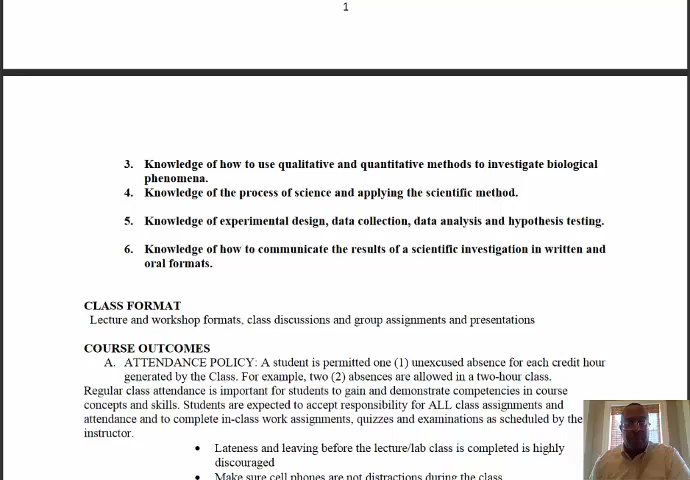 1
3. Knowledge of how to use qualitative and quantitative methods to investigate biological
phenomena.
4. Knowledge of the process of science and applying the scientific method.
5. Knowledge of experimental design, data collection, data analysis and hypothesis testing.
6. Knowledge of how to communicate the results of a scientific investigation in written and
oral formats.
CLASS FORMAT
Lecture and workshop formats, class discussions and group assignments and presentations
COURSE OUTCOMES
A. ATTENDANCE POLICY: A student is permitted one (1) unexcused absence for each credit hour
generated by the Class. For example, two (2) absences are allowed in a two-hour class.
Regular class attendance is important for students to gain and demonstrate competencies in course
concepts and skills. Students are expected to accept responsibility for ALL class assignments and
attendance and to complete in-class work assignments, quizzes and examinations as scheduled by the
instructor.
• Lateness and leaving before the lecture/lab class is completed is highly
discouraged
• Make sure cell phones are not distractions during the class